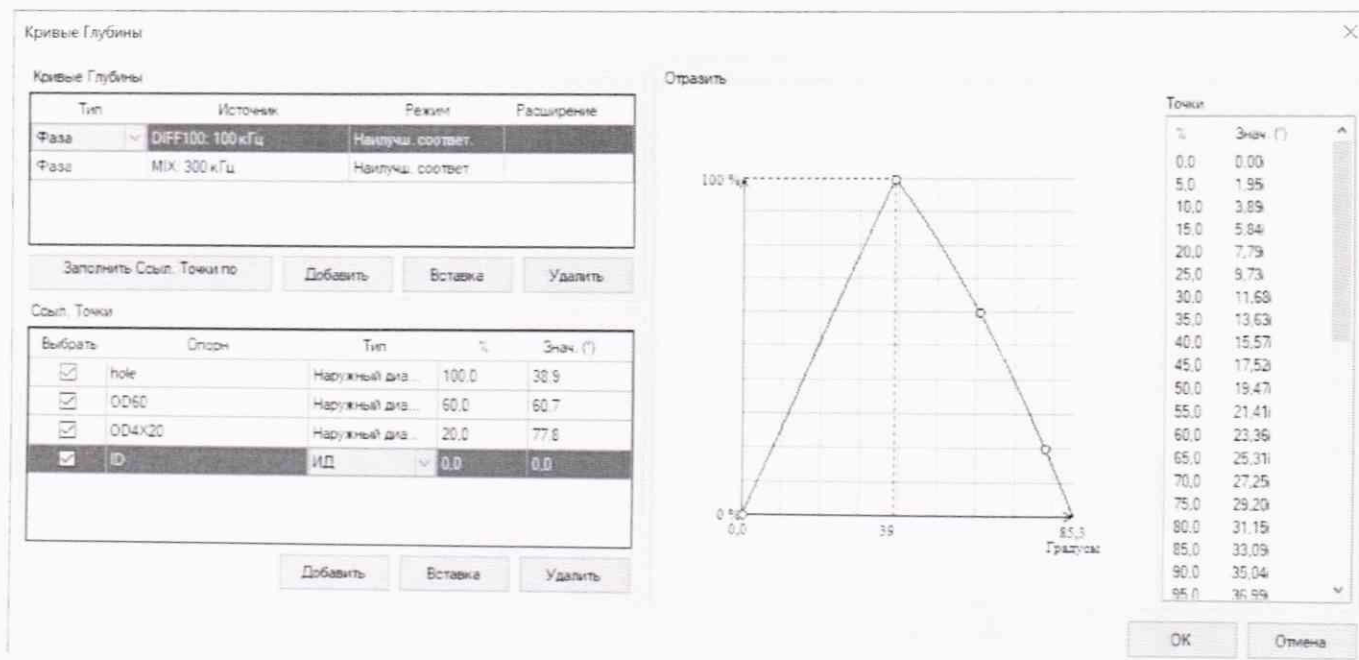 Кривые Глубины
Кривые Глубины
Тип Источник Режим Расширение
Фаза DIFF100: 100 кГц Наилучш. соответ.
Фаза MIX: 300 кГц Наилучш. соответ
Заполнить Ссыл. Точки по Добавить Вставка Удалить
Ссыл. Точки
Выбрать Опорн Тип % Знач. (°)
hole Наружный диа... 100.0 38.9
OD60 Наружный диа... 60.0 60.7
OD4X20 Наружный диа... 20.0 77.8
ID ИД 0.0 0.0
Добавить Вставка Удалить
Отразить
100 %
0 %
0,0 39 85,3
Градусы
Точки
% Знач. (°)
0.0 0.00
5,0 1,95
10,0 3,89
15,0 5,84
20,0 7,79
25,0 9,73
30,0 11,68
35,0 13,63
40,0 15,57
45,0 17,52
50,0 19,47
55,0 21,41
60,0 23,36
65,0 25,31
70,0 27,25
75,0 29,20
80,0 31,15
85,0 33,09
90,0 35,04
95,0 36,99
OK Отмена